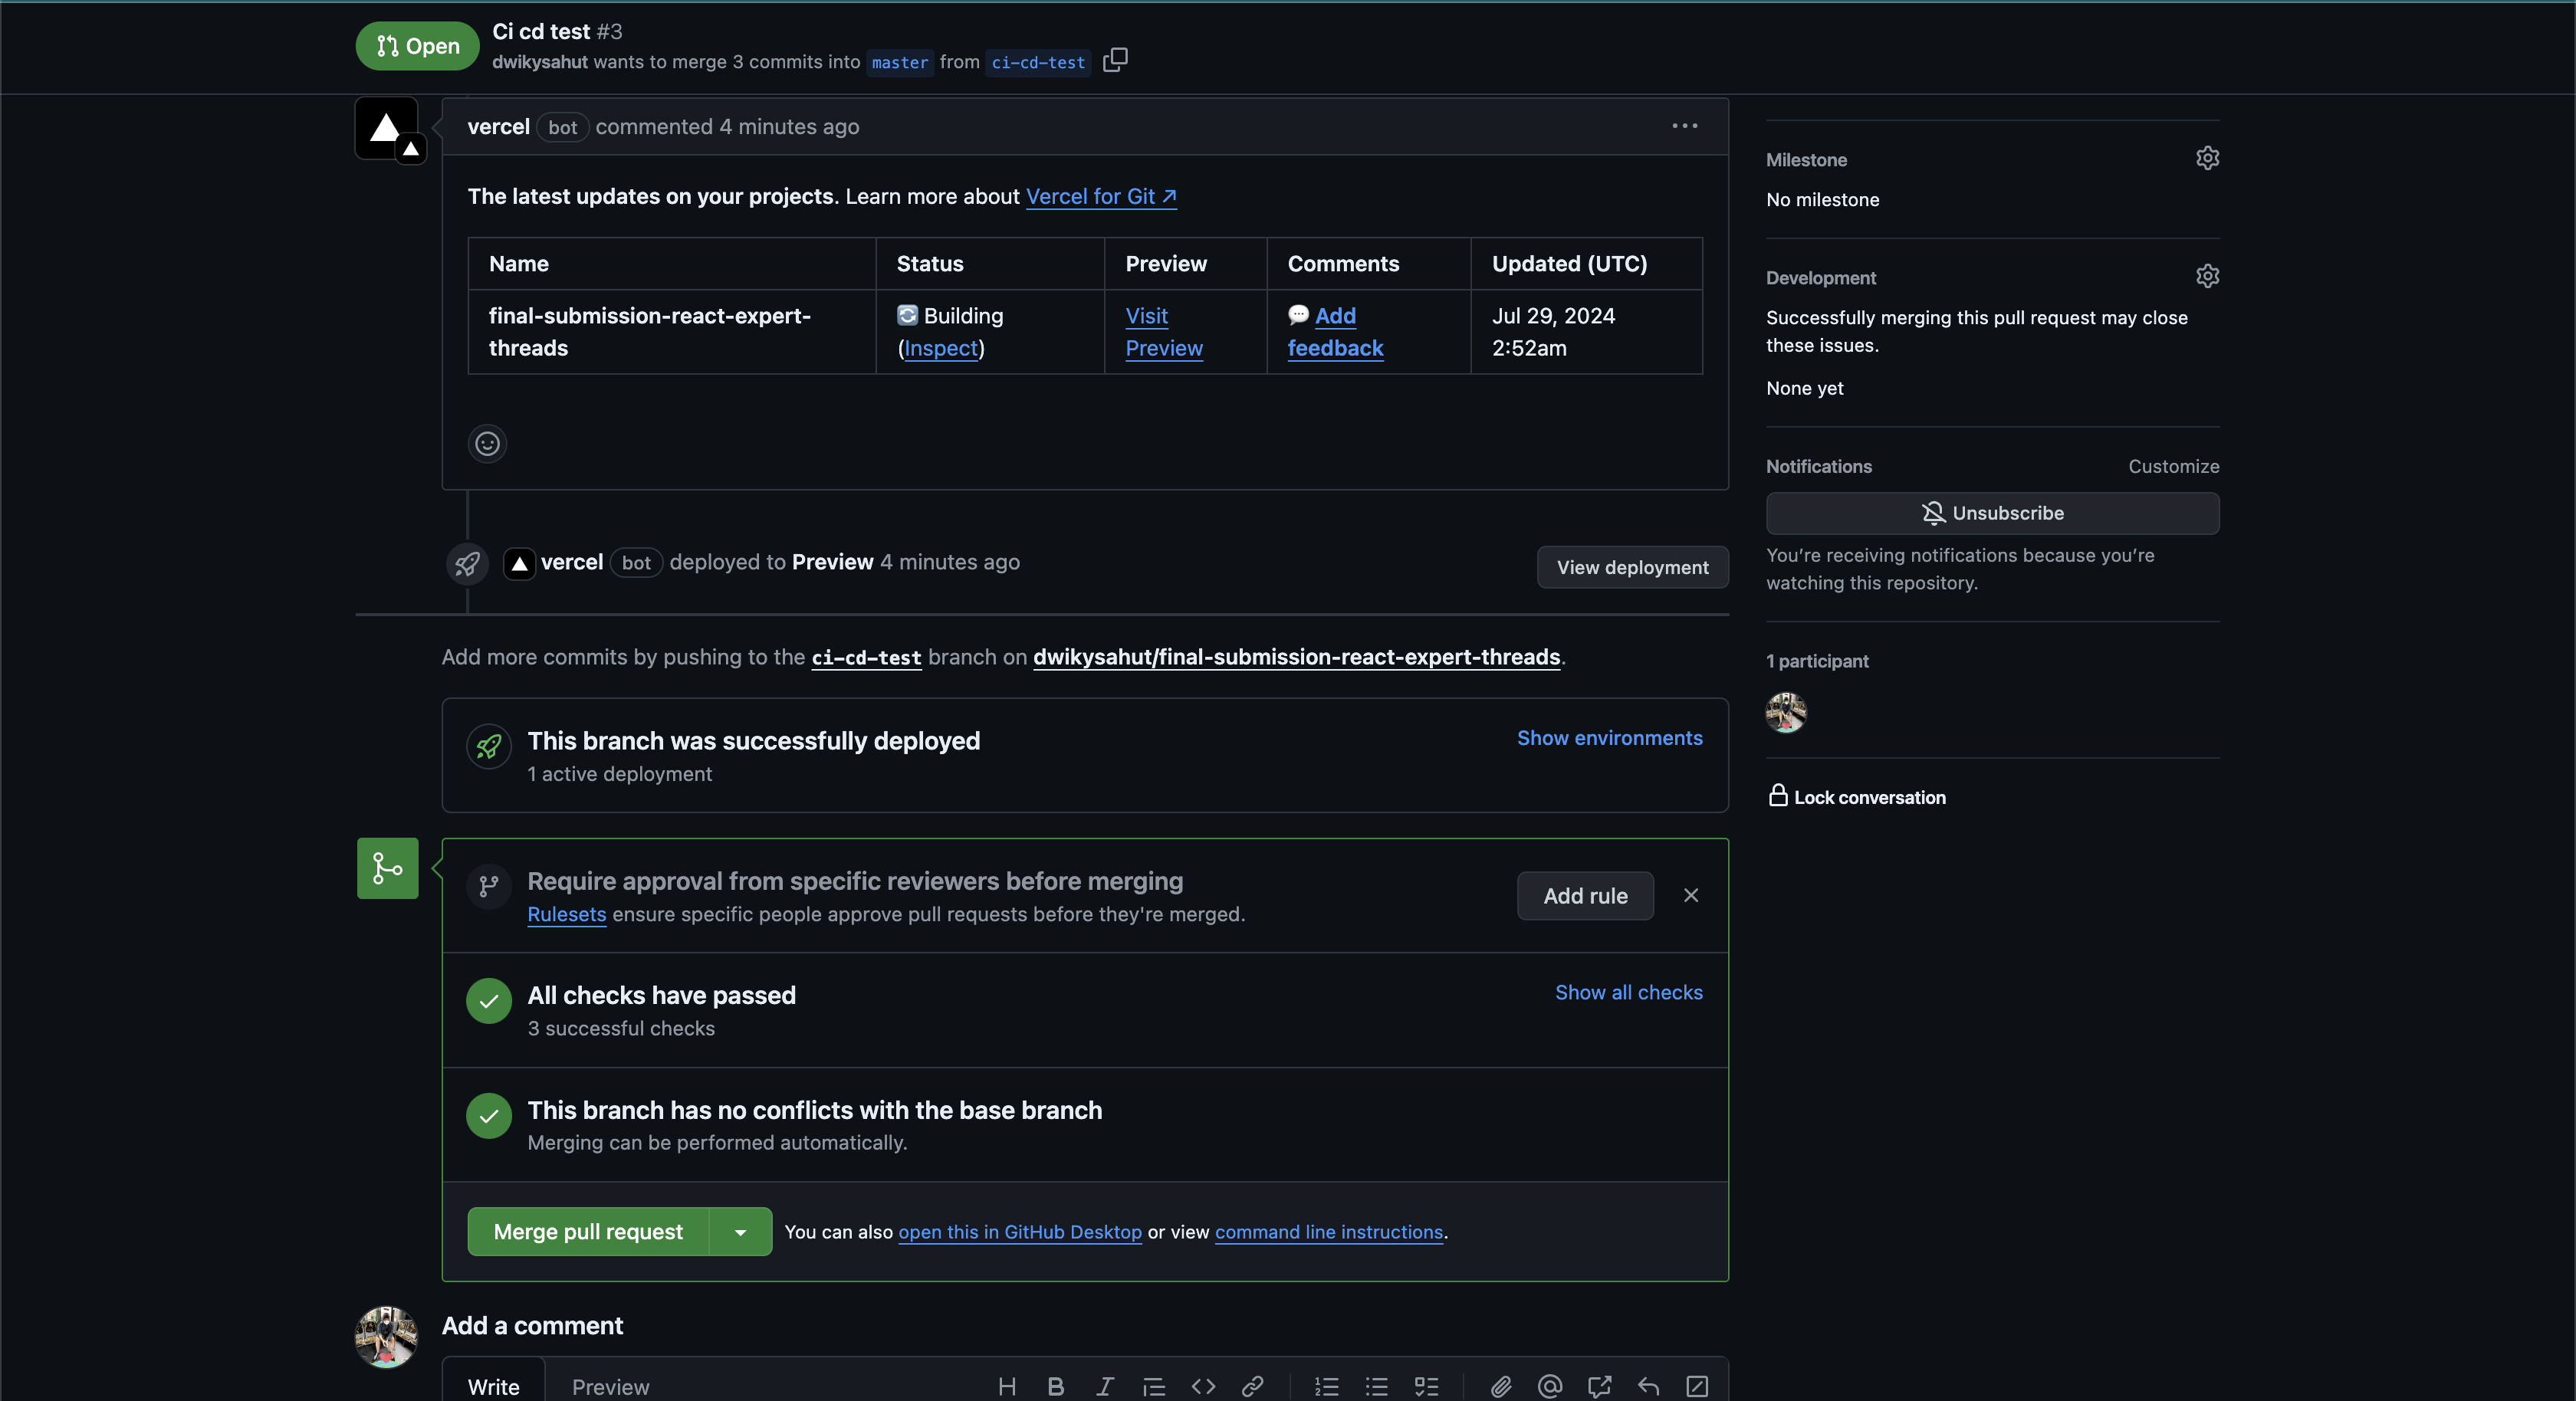 Open
Ci cd test #3
dwikysahut wants to merge 3 commits into master from ci-cd-test
vercel bot commented 4 minutes ago
The latest updates on your projects. Learn more about Vercel for Git ↗
Name Status Preview Comments Updated (UTC)
final-submission-react-expert- 🔄 Building Visit 💬 Add Jul 29, 2024
threads (Inspect) Preview feedback 2:52am
vercel bot deployed to Preview 4 minutes ago
View deployment
Add more commits by pushing to the ci-cd-test branch on dwikysahut/final-submission-react-expert-threads.
This branch was successfully deployed
1 active deployment
Show environments
Require approval from specific reviewers before merging
Rulesets ensure specific people approve pull requests before they're merged.
Add rule
All checks have passed
3 successful checks
Show all checks
This branch has no conflicts with the base branch
Merging can be performed automatically.
Merge pull request
You can also open this in GitHub Desktop or view command line instructions.
Add a comment
Write Preview
Milestone
No milestone
Development
Successfully merging this pull request may close
these issues.
None yet
Notifications Customize
Unsubscribe
You’re receiving notifications because you’re
watching this repository.
1 participant
Lock conversation